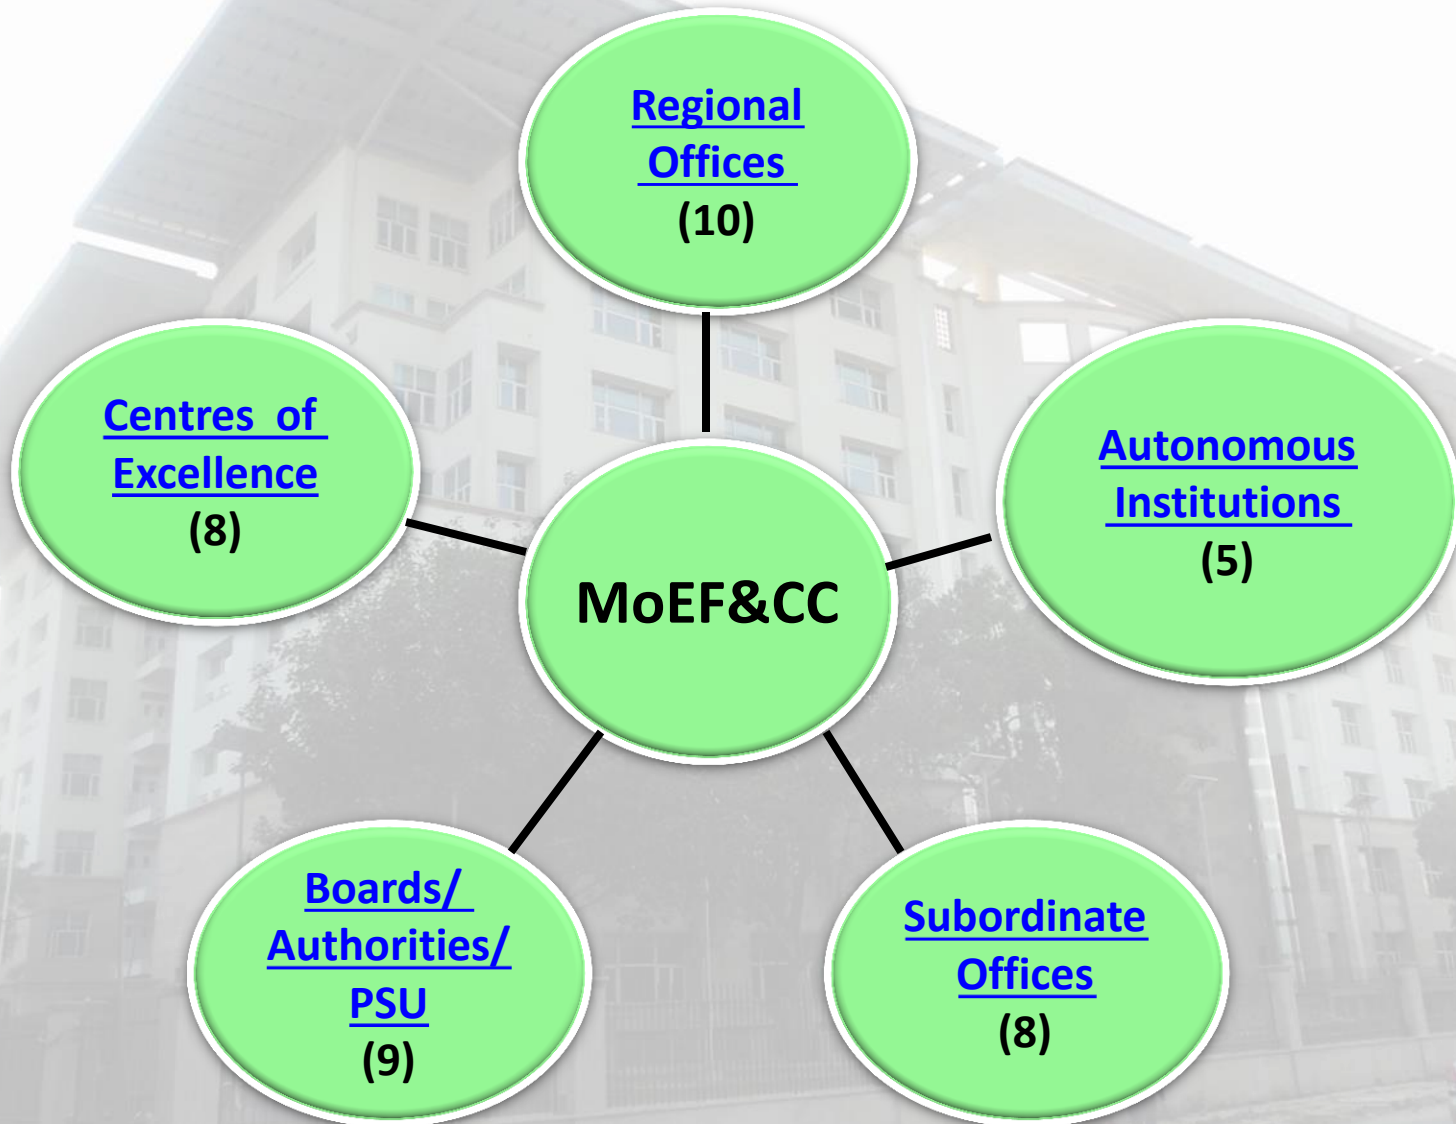 Regional
Offices
(10)
Centres of
Excellence
(8)
Autonomous
Institutions
(5)
MoEF&CC
Boards/
Authorities/
PSU
(9)
Subordinate
Offices
(8)